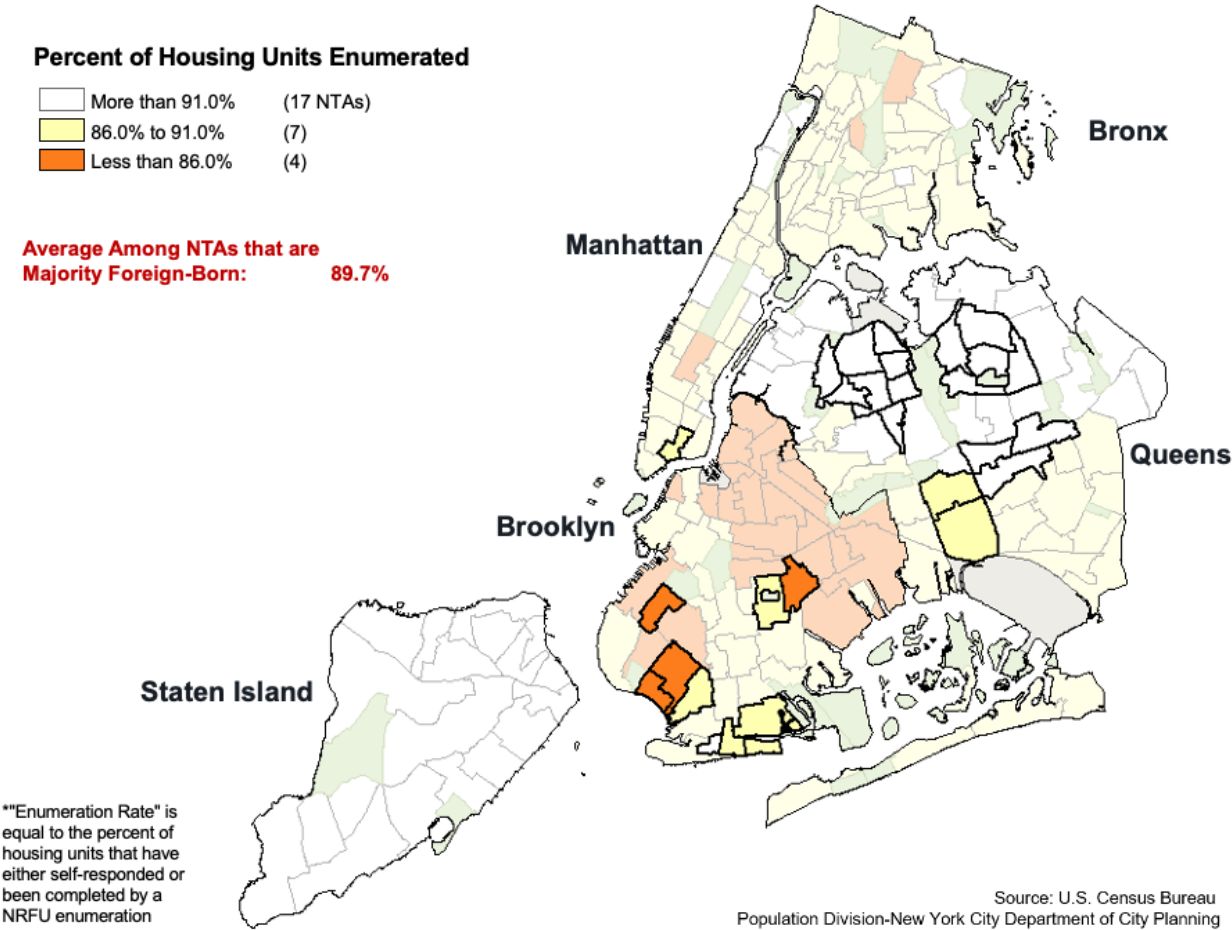 Percent of Housing Units Enumerated
More than 91.0% (17 NTAs)
86.0% to 91.0% (7)
Less than 86.0% (4)
Bronx
Manhattan
Average Among NTAs that are
Majority Foreign-Born: 89.7%
Queens
Brooklyn
Staten Island
*"Enumeration Rate" is
equal to the percent of
housing units that have
either self-responded or
been completed by a
NRFU enumeration
Source: U.S. Census Bureau
Population Division-New York City Department of City Planning